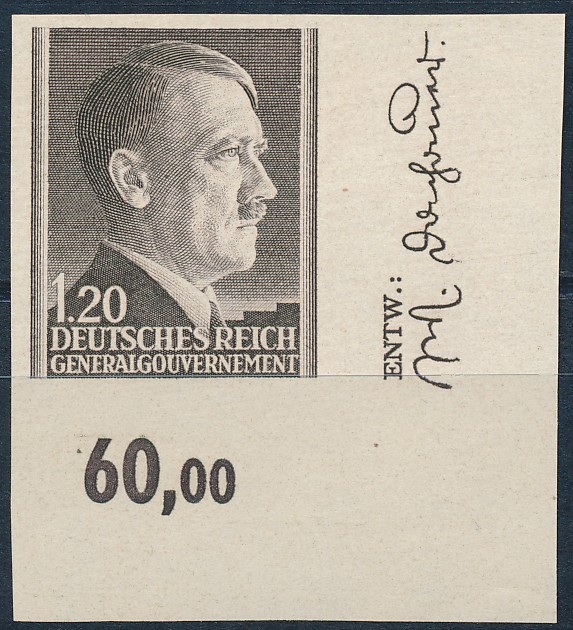 1.20
DEUTSCHES REICH
GENERALGOUVERNEMENT
60,00
ENTW.: